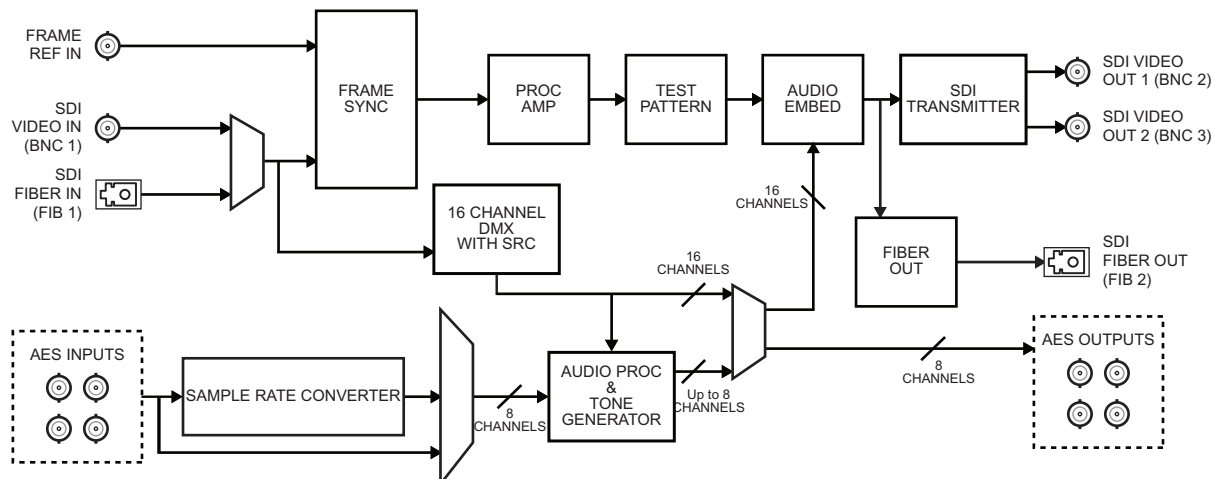 FRAME
REF IN
SDI
VIDEO IN
(BNC 1)
SDI
FIBER IN
(FIB 1)
FRAME
SYNC
PROC
AMP
TEST
PATTERN
AUDIO
EMBED
SDI
TRANSMITTER
SDI VIDEO
OUT 1 (BNC 2)
SDI VIDEO
OUT 2 (BNC 3)
16 CHANNEL
DMX
WITH SRC
16
CHANNELS
16
CHANNELS
FIBER
OUT
SDI
FIBER OUT
(FIB 2)
AES INPUTS
SAMPLE RATE CONVERTER
8
CHANNELS
AUDIO PROC
&
TONE
GENERATOR
Up to 8
CHANNELS
8
CHANNELS
AES OUTPUTS